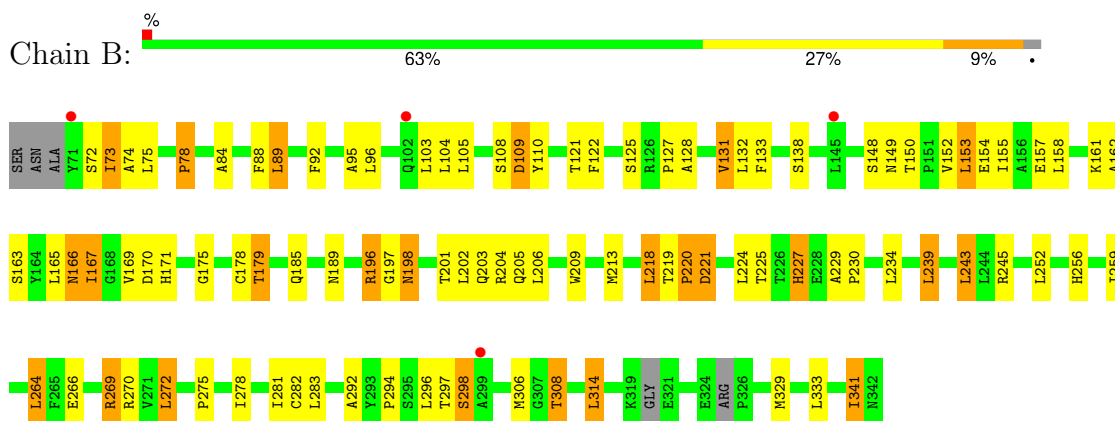 %
Chain B:
63% 27% 9% •
SER ASN ALA Y71 S72 I73 A74 L75 P78 A84 F88 L89 F92 A95 L96 Q102 L103 L104 L105 S108 D109 Y110 T121 F122 S125 R126 P127 A128 V131 L132 F133 S138 L145 S148 N149 T150 P151 V152 L153 E154 I155 A156 E157 L158 K161 A162
S163 Y164 L165 N166 I167 G168 V169 D170 H171 G175 C178 T179 Q185 N189 R196 G197 N198 T201 L202 Q203 R204 Q205 L206 W209 M213 L218 T219 P220 D221 L224 T225 T226 H227 E228 A229 P230 L234 L239 L243 L244 R245 L252 H256
L264 F265 E266 R269 R270 V271 L272 P275 I278 I281 C282 L283 A292 Y293 P294 S295 L296 T297 S298 A299 M306 G307 T308 L314 K319 GLY E321 E324 ARG P326 M329 L333 I341 N342